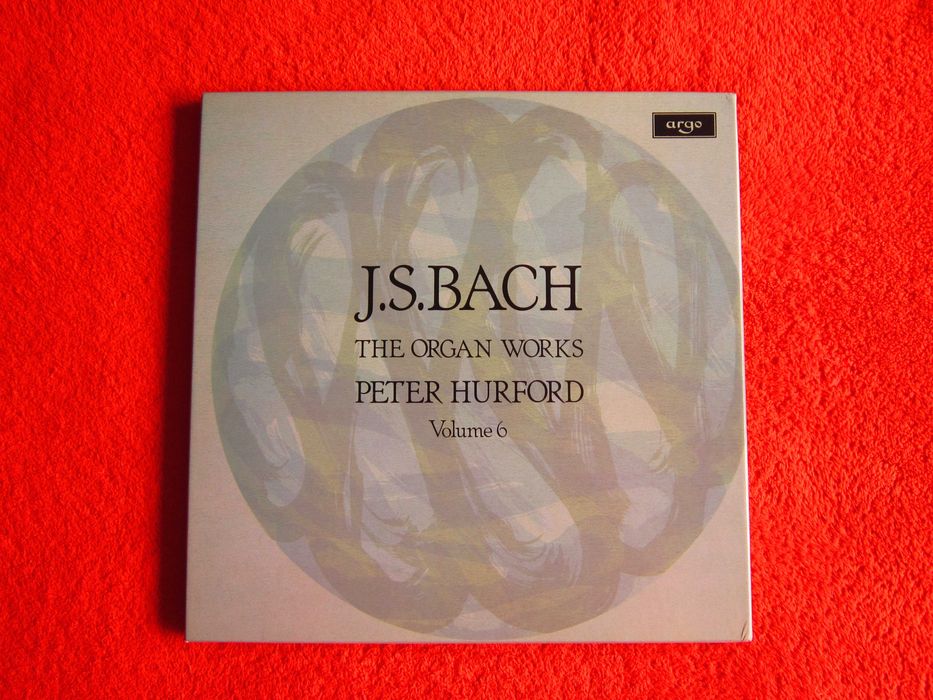 argo
J.S.BACH
THE ORGAN WORKS
PETER HURFORD
Volume 6